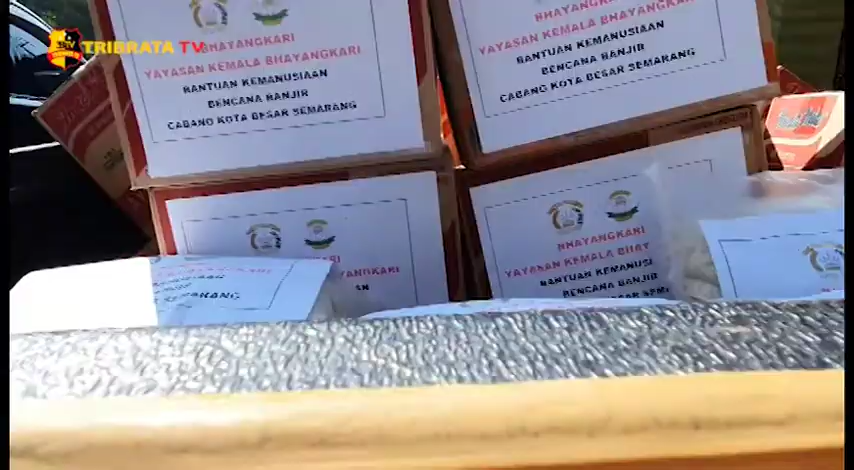 TRIBRATA TV
BHAYANGKARI
YAYASAN KEMALA BHAYANGKARI
BANTUAN KEMANUSIAAN
BENCANA BANJIR
CABANG KOTA BESAR SEMARANG
BHAYANGKARI
YAYASAN KEMALA BHAYANGKARI
BANTUAN KEMANUSIAAN
BENCANA BANJIR
CABANG KOTA BESAR SEMARANG
BHAYANGKARI
YAYASAN KEMALA BHAY
BANTUAN KEMANUSI
BENCANA BANJIR